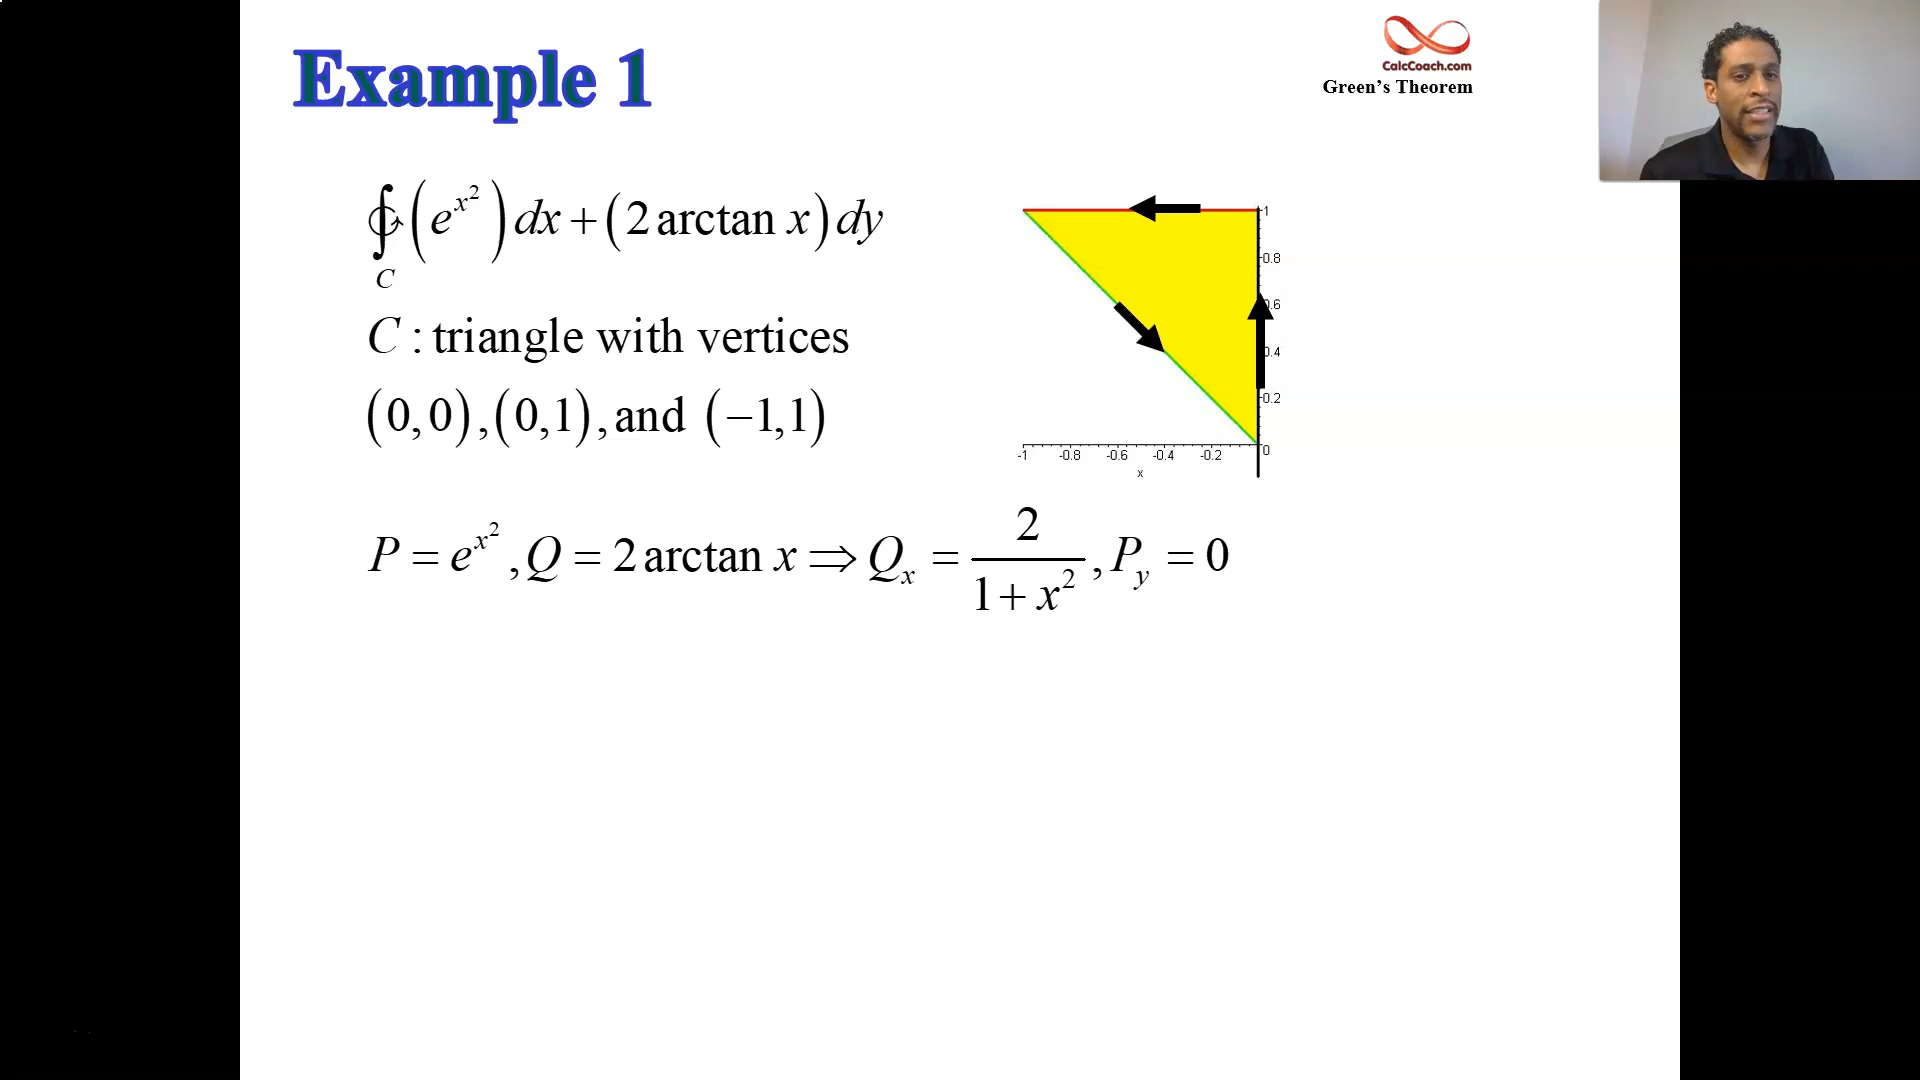 Example 1
CalcCoach.com
Green's Theorem
∮_C (e^{x^2}) dx + (2 arctan x) dy
C : triangle with vertices
(0,0), (0,1), and (−1,1)
1
0.8
0.6
0.4
0.2
0
-1 -0.8 -0.6 -0.4 -0.2
x
P = e^{x^2}, Q = 2 arctan x ⇒ Q_x = 2/(1 + x^2), P_y = 0